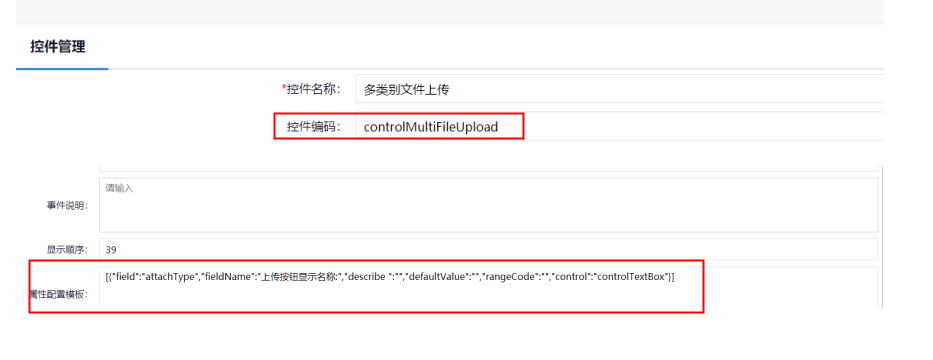 控件管理
*控件名称: 多类别文件上传
控件编码: controlMultiFileUpload
请输入
事件说明:
显示顺序: 39
[{"field":"attachType","fieldName":"上传按钮显示名称:","describe ":"","defaultValue":"","rangeCode":"","control":"controlTextBox"}]
属性配置模板: